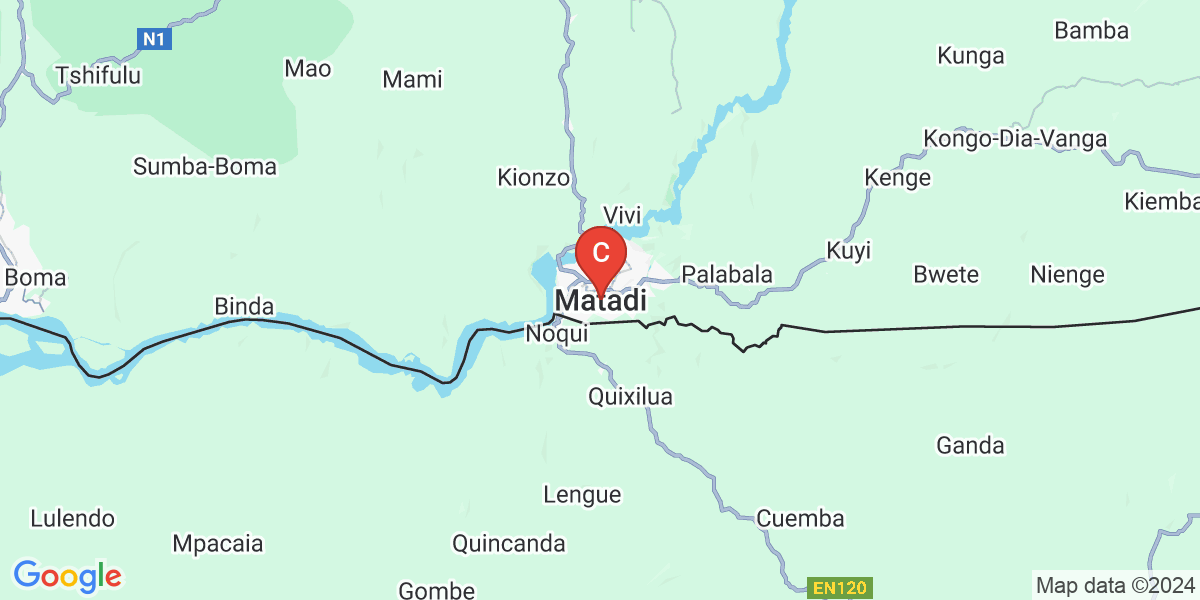 Bamba
N1
Kunga
Mao
Tshifulu
Mami
Kongo-Dia-Vanga
Sumba-Boma
Kionzo
Kenge
Kiemba
Vivi
C
Kuyi
Boma
Palabala
Bwete
Nienge
Binda
Matadi
Noqui
Quixilua
Ganda
Lengue
Lulendo
Cuemba
Mpacaia
Quincanda
Google
Gombe
EN120
Map data ©2024